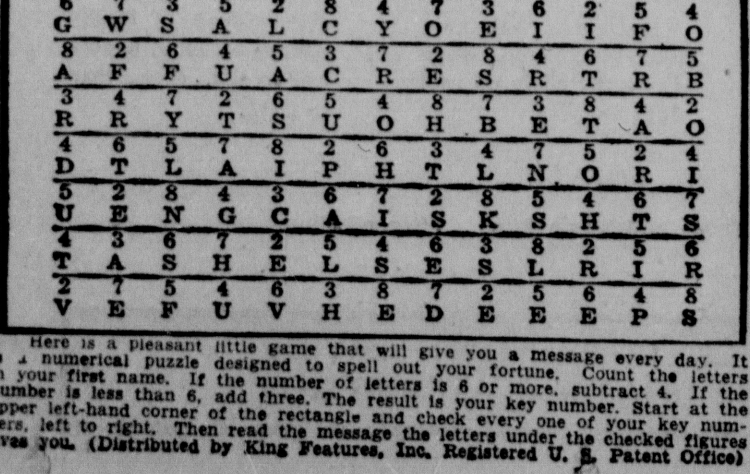 6 7 3 5 2 8 4 7 3 6 2 5 4
G W S A L C Y O E I I F O
8 2 6 4 5 3 7 2 8 4 6 7 5
A F F U A C R E S R T R B
3 4 7 2 6 5 4 8 7 3 8 4 2
R R Y T S U O H B E T A O
4 6 5 7 8 2 6 3 4 7 5 2 4
D T L A I P H T L N O R I
5 2 8 4 3 6 7 2 8 5 4 6 7
U E N G C A I S K S H T S
4 3 6 7 2 5 4 6 3 8 2 5 6
T A S H E L S E S L R I R
2 7 5 4 6 3 8 7 2 5 6 4 8
V E F U V H E D E E E P S
Here is a pleasant little game that will give you a message every day. It
a numerical puzzle designed to spell out your fortune. Count the letters
your first name. If the number of letters is 6 or more, subtract 4. If the
umber is less than 6, add three. The result is your key number. Start at the
pper left-hand corner of the rectangle and check every one of your key num-
ers, left to right. Then read the message the letters under the checked figures
ves you. (Distributed by King Features, Inc. Registered U. S. Patent Office)